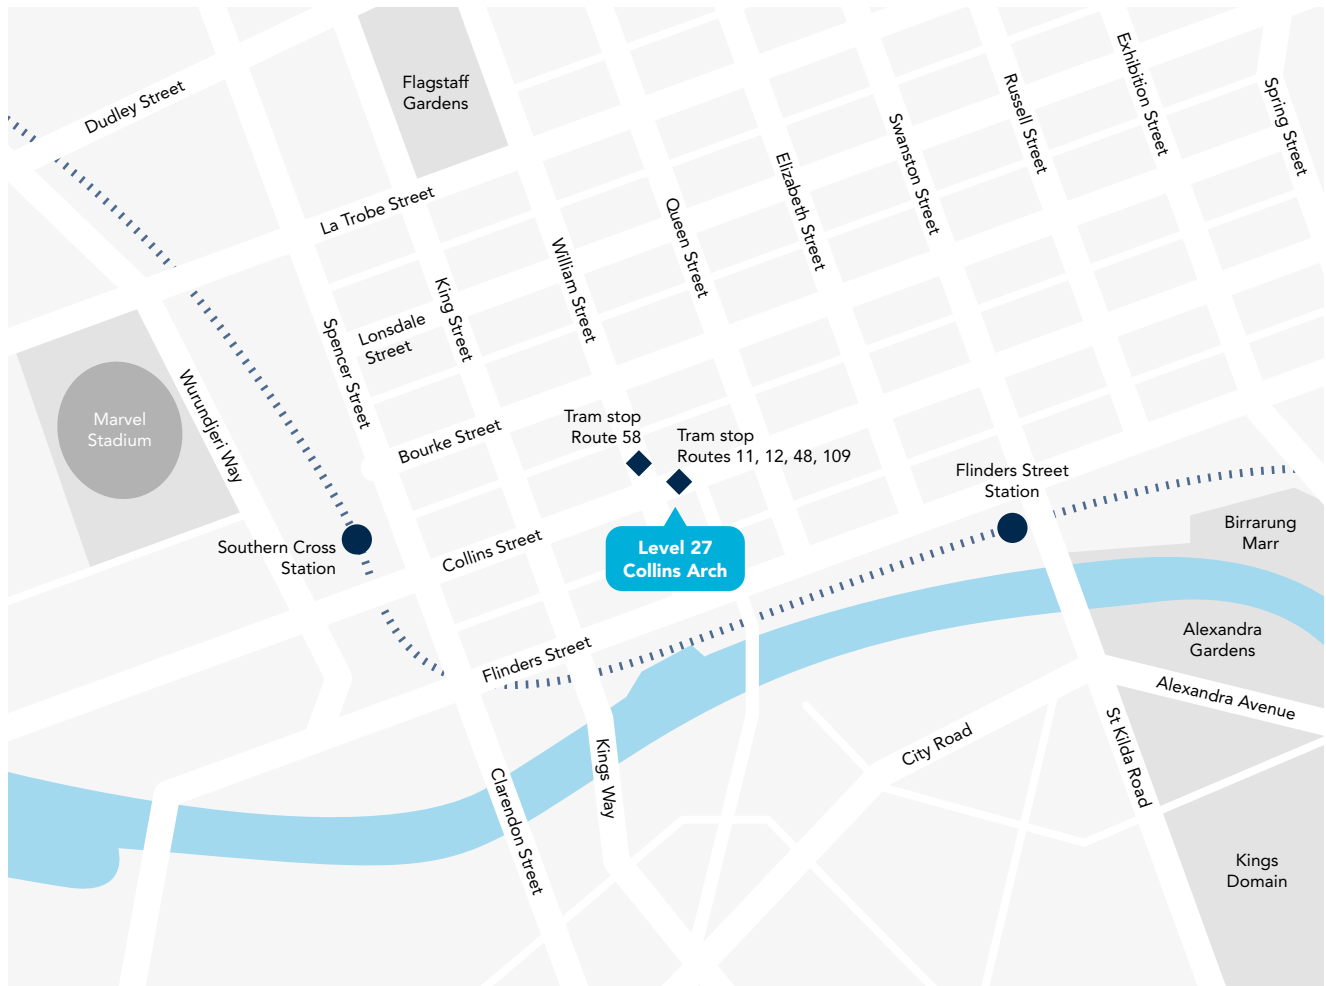 Dudley Street
Flagstaff
Gardens
Exhibition Street
Russell Street
Spring Street
Swanston Street
Elizabeth Street
La Trobe Street
Queen Street
William Street
King Street
Lonsdale
Street
Spencer Street
Wurundjeri Way
Marvel
Stadium
Bourke Street
Tram stop
Route 58
Tram stop
Routes 11, 12, 48, 109
Flinders Street
Station
Southern Cross
Station
Collins Street
Level 27
Collins Arch
Birrarung
Marr
Flinders Street
Alexandra
Gardens
Alexandra Avenue
City Road
St Kilda Road
Kings Way
Clarendon Street
Kings
Domain